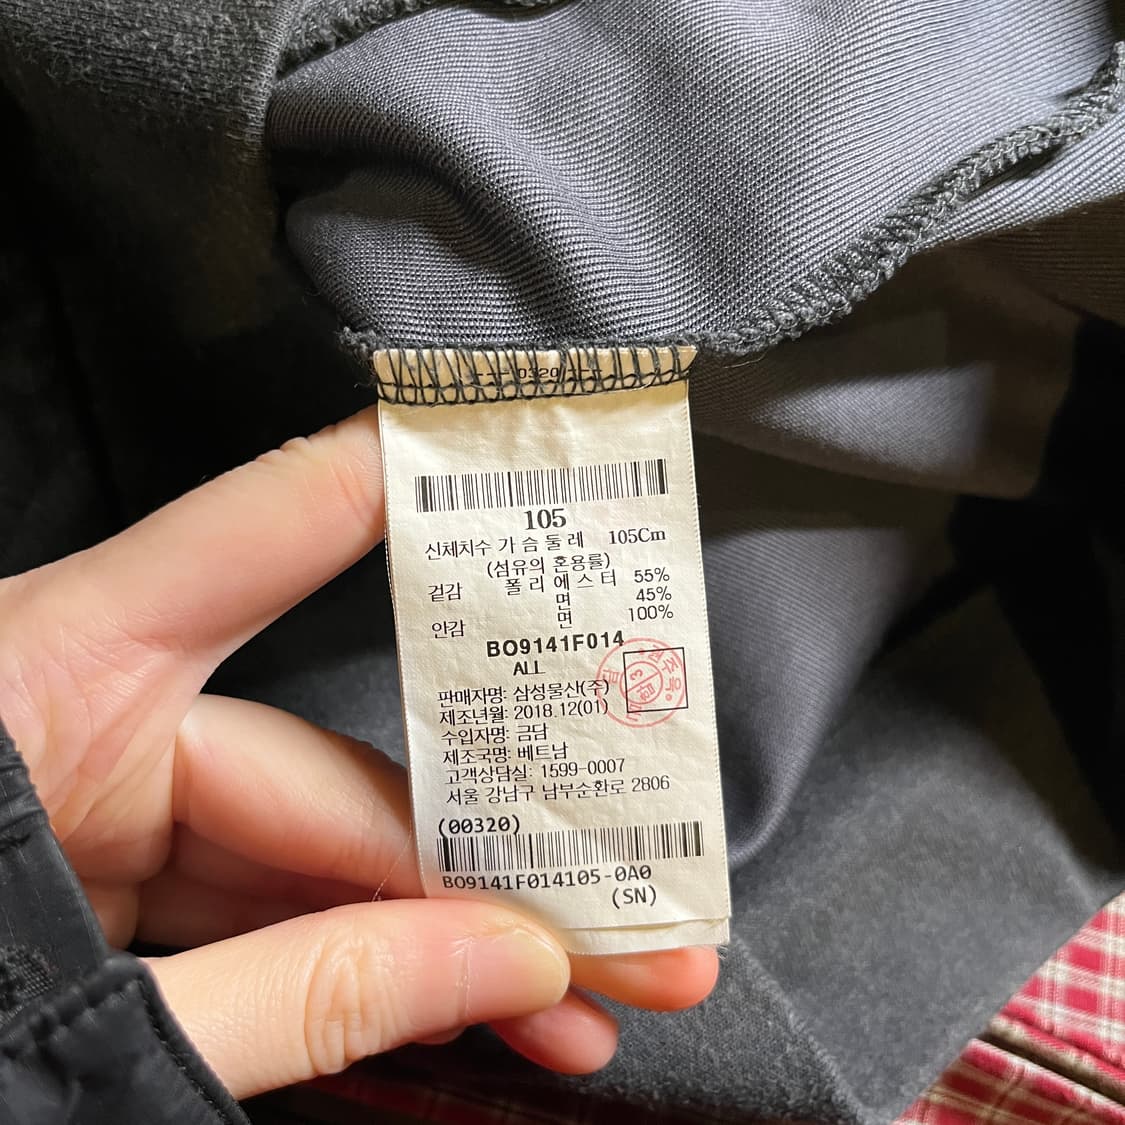 0320
105
신체치수 가슴둘레 105Cm
(섬유의 혼용률)
겉감 폴리에스터 55%
면 45%
안감 면 100%
BO9141F014
ALL
판매자명: 삼성물산(주)
제조년월: 2018.12(01)
수입자명: 금담
제조국명: 베트남
고객상담실: 1599-0007
서울 강남구 남부순환로 2806
(00320)
BO9141F014105-0A0
(SN)